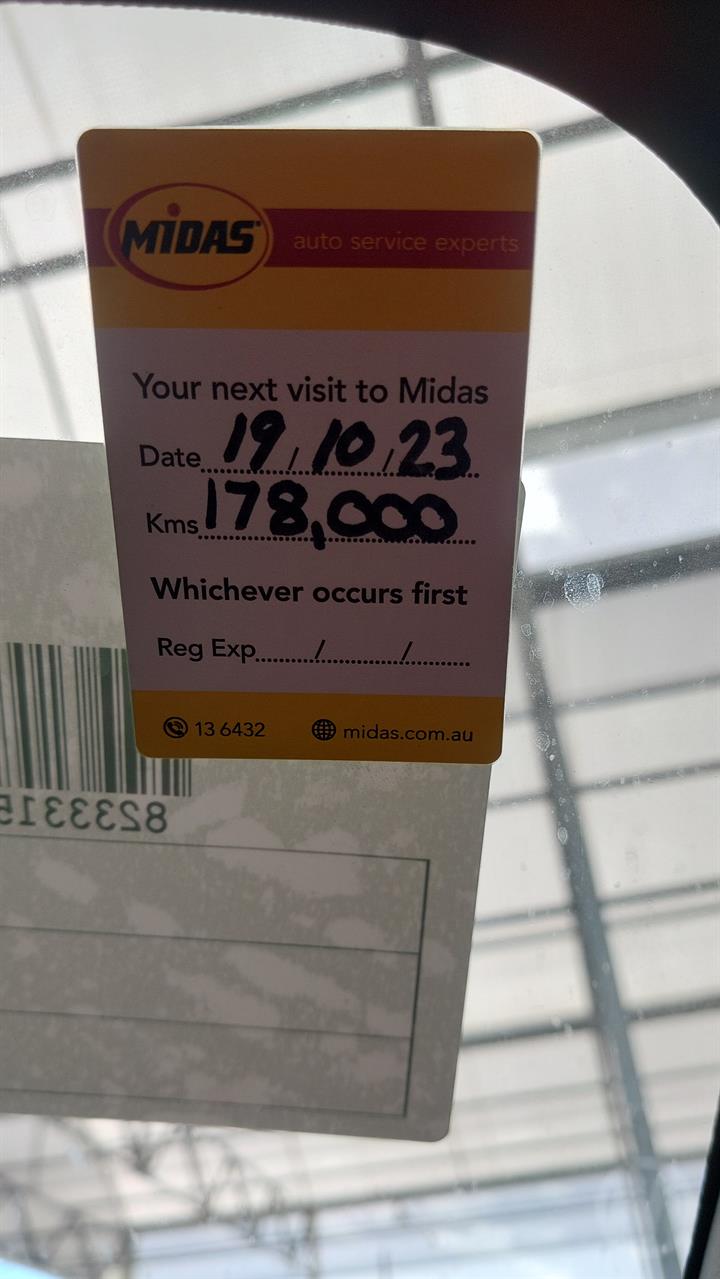 MIDAS auto service experts
Your next visit to Midas
Date 19/10/23
Kms 178,000
Whichever occurs first
Reg Exp........../............/..........
13 6432 midas.com.au
8233315